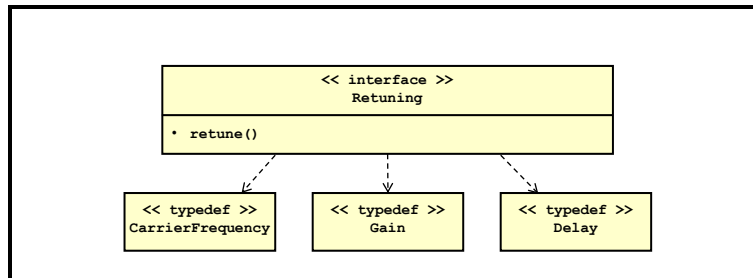 << interface >>
Retuning
• retune()
<< typedef >>
CarrierFrequency
<< typedef >>
Gain
<< typedef >>
Delay